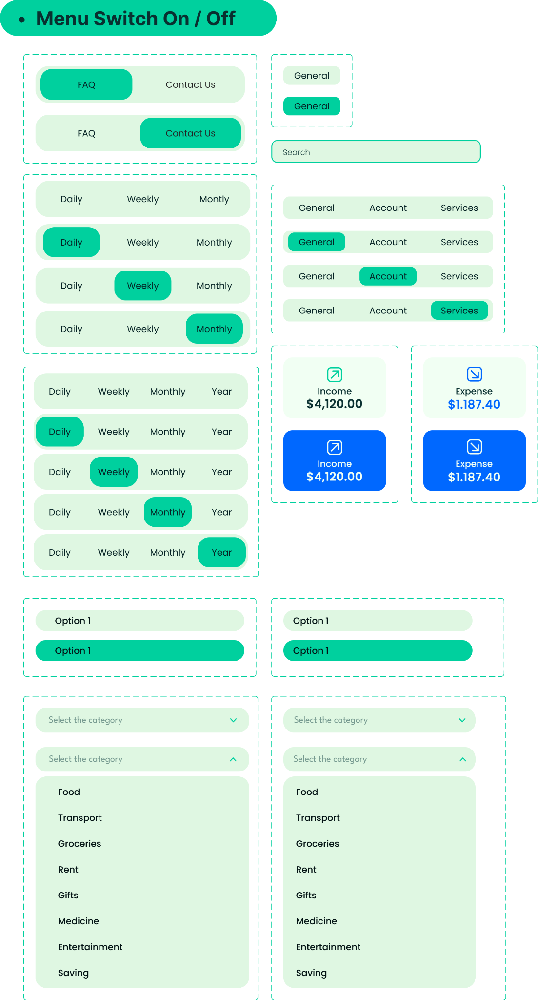 • Menu Switch On / Off
FAQ Contact Us
FAQ Contact Us
General
General
Search
Daily Weekly Montly
Daily Weekly Monthly
Daily Weekly Monthly
Daily Weekly Monthly
General Account Services
General Account Services
General Account Services
General Account Services
Income
$4,120.00
Income
$4,120.00
Expense
$1.187.40
Expense
$1.187.40
Daily Weekly Monthly Year
Daily Weekly Monthly Year
Daily Weekly Monthly Year
Daily Weekly Monthly Year
Daily Weekly Monthly Year
Option 1
Option 1
Option 1
Option 1
Select the category
Select the category
Food
Transport
Groceries
Rent
Gifts
Medicine
Entertainment
Saving
Select the category
Select the category
Food
Transport
Groceries
Rent
Gifts
Medicine
Entertainment
Saving